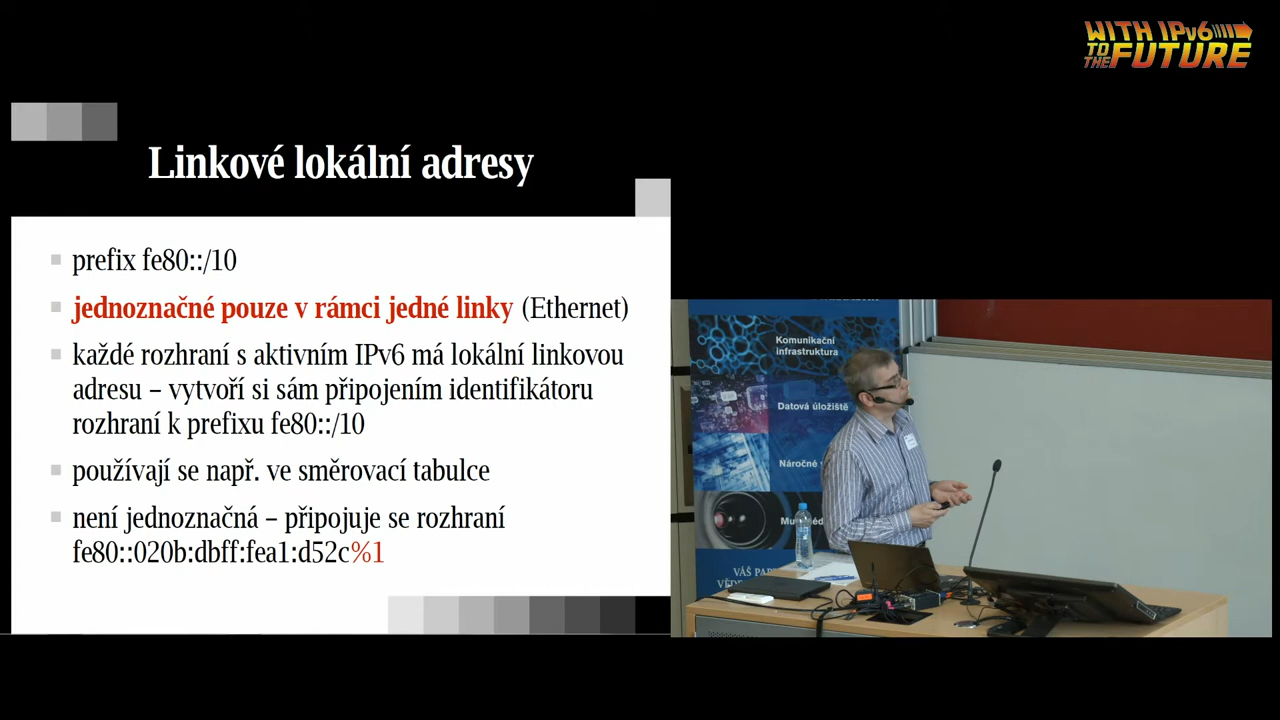 WITH IPv6
TO THE FUTURE
Linkové lokální adresy
prefix fe80::/10
jednoznačné pouze v rámci jedné linky (Ethernet)
každé rozhraní s aktivním IPv6 má lokální linkovou
adresu – vytvoří si sám připojením identifikátoru
rozhraní k prefixu fe80::/10
používají se např. ve směrovací tabulce
není jednoznačná – připojuje se rozhraní
fe80::020b:dbff:fea1:d52c%1
Komunikační
infrastruktura
Datová úložiště
Náročné
VÁŠ